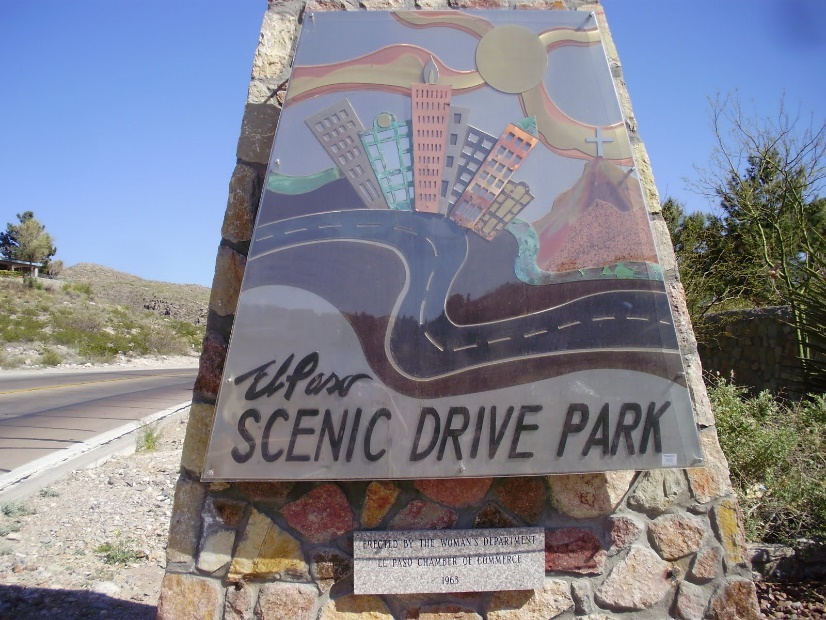 El Paso
SCENIC DRIVE PARK
ERECTED BY THE WOMAN'S DEPARTMENT
EL PASO CHAMBER OF COMMERCE
1963